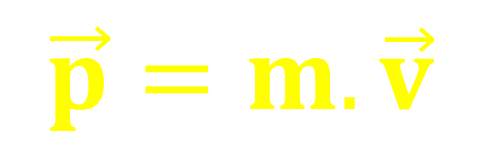 p⃗ = m. v⃗